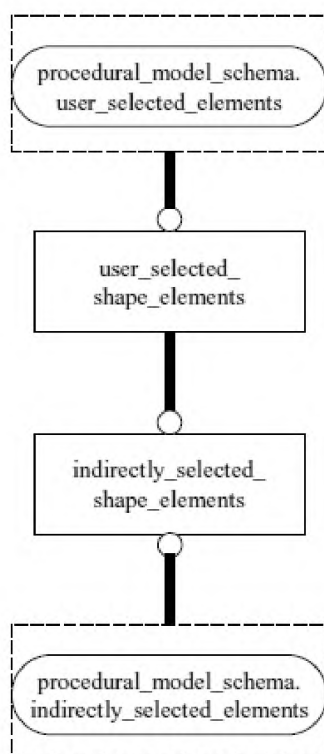 procedural_model_schema.
user_selected_elements
user_selected_
shape_elements
indirectly_selected_
shape_elements
procedural_model_schema.
indirectly_selected_elements